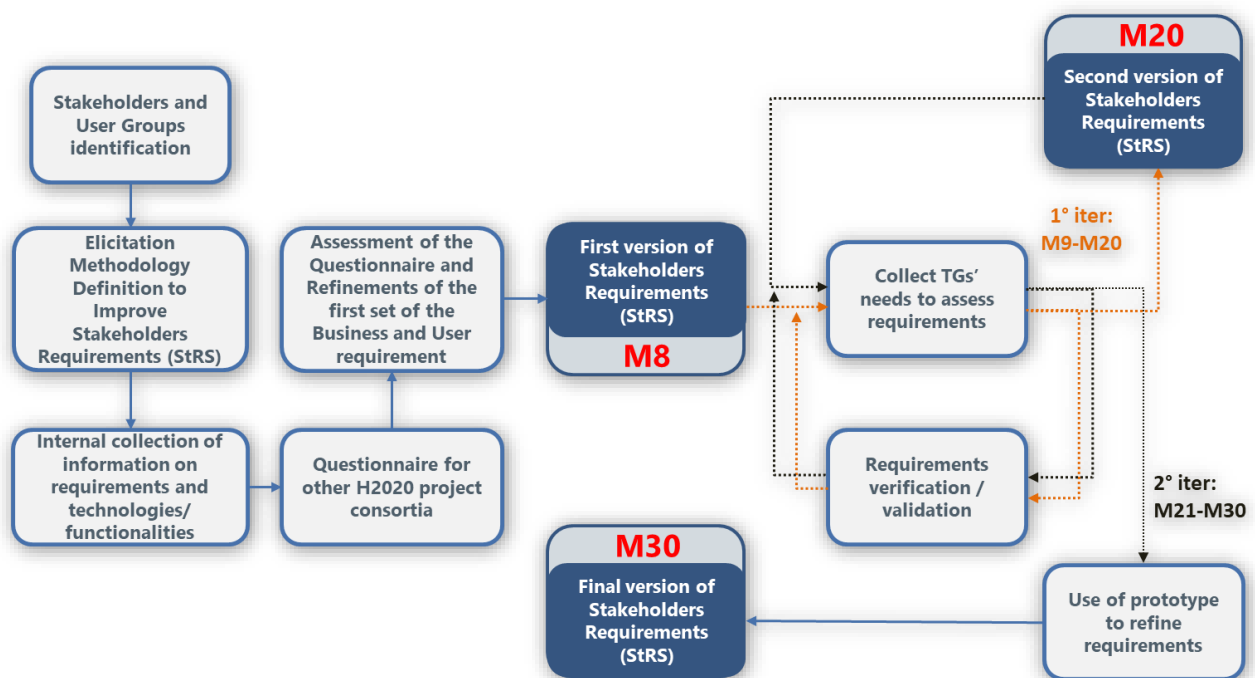 Stakeholders and
User Groups
identification
Elicitation
Methodology
Definition to
Improve
Stakeholders
Requirements (StRS)
Internal collection of
information on
requirements and
technologies/
functionalities
Questionnaire for
other H2020 project
consortia
Assessment of the
Questionnaire and
Refinements of the
first set of the
Business and User
requirement
First version of
Stakeholders
Requirements
(StRS)
M8
Collect TGs'
needs to assess
requirements
Requirements
verification /
validation
1° iter:
M9-M20
M20
Second version of
Stakeholders
Requirements
(StRS)
2° iter:
M21-M30
Use of prototype
to refine
requirements
M30
Final version of
Stakeholders
Requirements
(StRS)